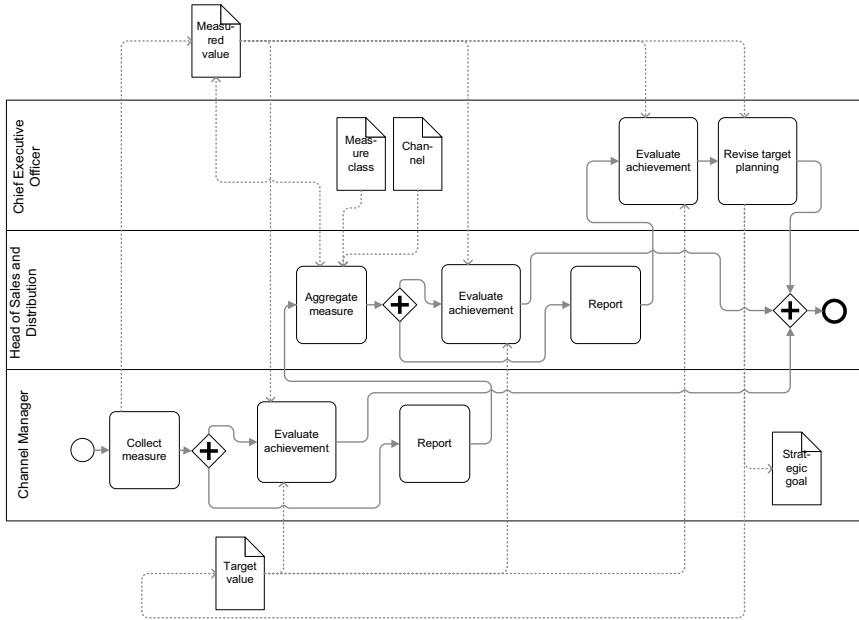 Measu-
red
value
Chief Executive
Officer
Meas-
ure
class
Chan-
nel
Evaluate
achievement
Revise target
planning
Head of Sales and
Distribution
Aggregate
measure
Evaluate
achievement
Report
Channel Manager
Collect
measure
Evaluate
achievement
Report
Strat-
egic
goal
Target
value